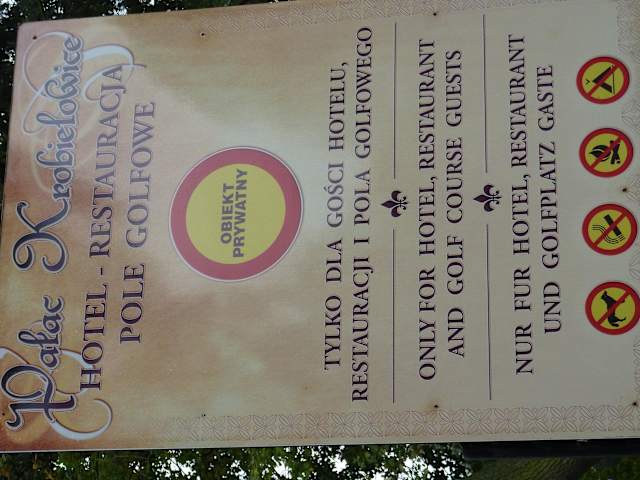 Pałac Krobielowice
HOTEL - RESTAURACJA
POLE GOLFOWE
OBIEKT
PRYWATNY
TYLKO DLA GOŚCI HOTELU,
RESTAURACJI I POLA GOLFOWEGO
ONLY FOR HOTEL, RESTAURANT
AND GOLF COURSE GUESTS
NUR FUR HOTEL, RESTAURANT
UND GOLFPLATZ GASTE